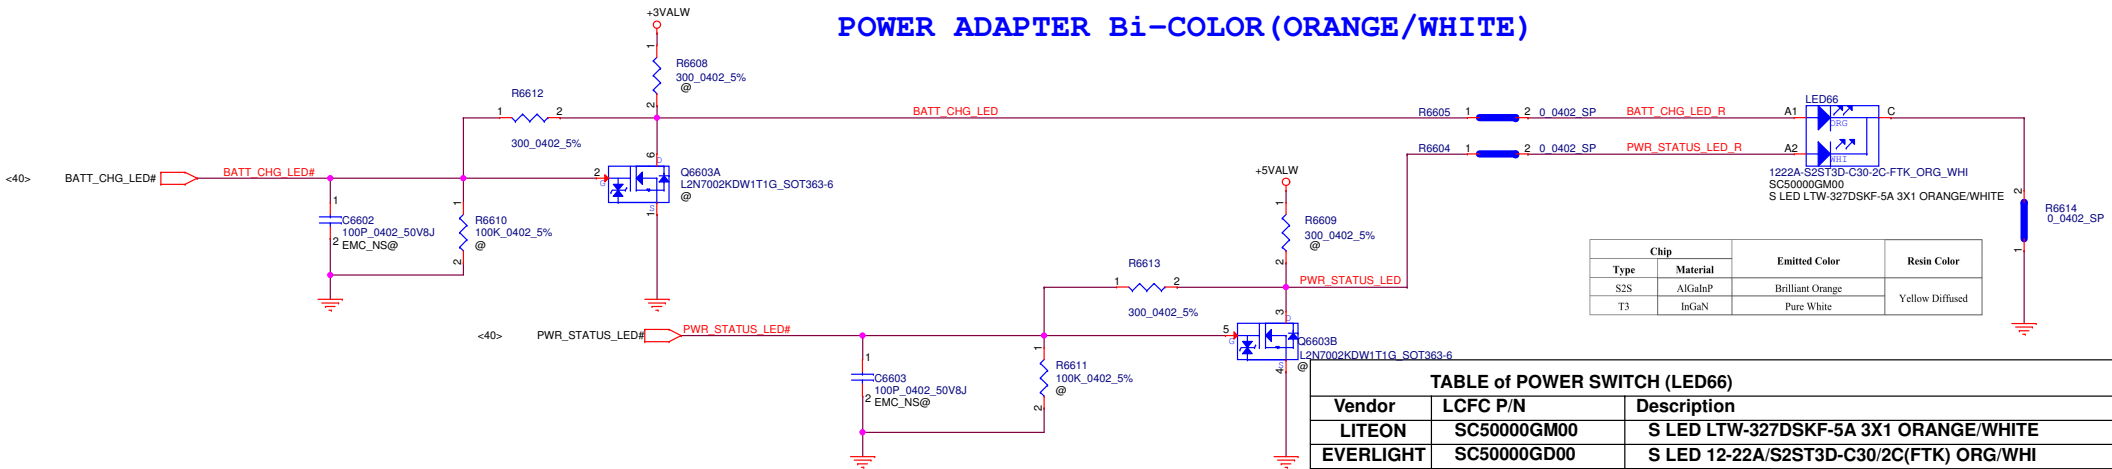 POWER ADAPTER Bi-COLOR(ORANGE/WHITE)
+3VALW
1
R6608
300_0402_5%
@
2
R6612
1 2
300_0402_5%
BATT_CHG_LED
R6605 1 2 0_0402_SP BATT_CHG_LED_R A1
LED66
C
ORG
WHI
R6604 1 2 0_0402_SP PWR_STATUS_LED_R A2
1222A-S2ST3D-C30-2C-FTK_ORG_WHI
SC50000GM00
S LED LTW-327DSKF-5A 3X1 ORANGE/WHITE
<40> BATT_CHG_LED# BATT_CHG_LED#
2
G
6
D
S
1
Q6603A
L2N7002KDW1T1G_SOT363-6
@
1
C6602
100P_0402_50V8J
2 EMC_NS@
1
R6610
100K_0402_5%
@
2
2
R6614
0_0402_SP
1
+5VALW
1
R6609
300_0402_5%
@
2
R6613
1 2
300_0402_5%
PWR_STATUS_LED
<40> PWR_STATUS_LED# PWR_STATUS_LED#
5
G
3
D
S
4
Q6603B
L2N7002KDW1T1G_SOT363-6
@
1
C6603
100P_0402_50V8J
2 EMC_NS@
1
R6611
100K_0402_5%
@
2
Chip Emitted Color Resin Color
Type Material
S2S AlGaInP Brilliant Orange Yellow Diffused
T3 InGaN Pure White
TABLE of POWER SWITCH (LED66)
Vendor LCFC P/N Description
LITEON SC50000GM00 S LED LTW-327DSKF-5A 3X1 ORANGE/WHITE
EVERLIGHT SC50000GD00 S LED 12-22A/S2ST3D-C30/2C(FTK) ORG/WHI